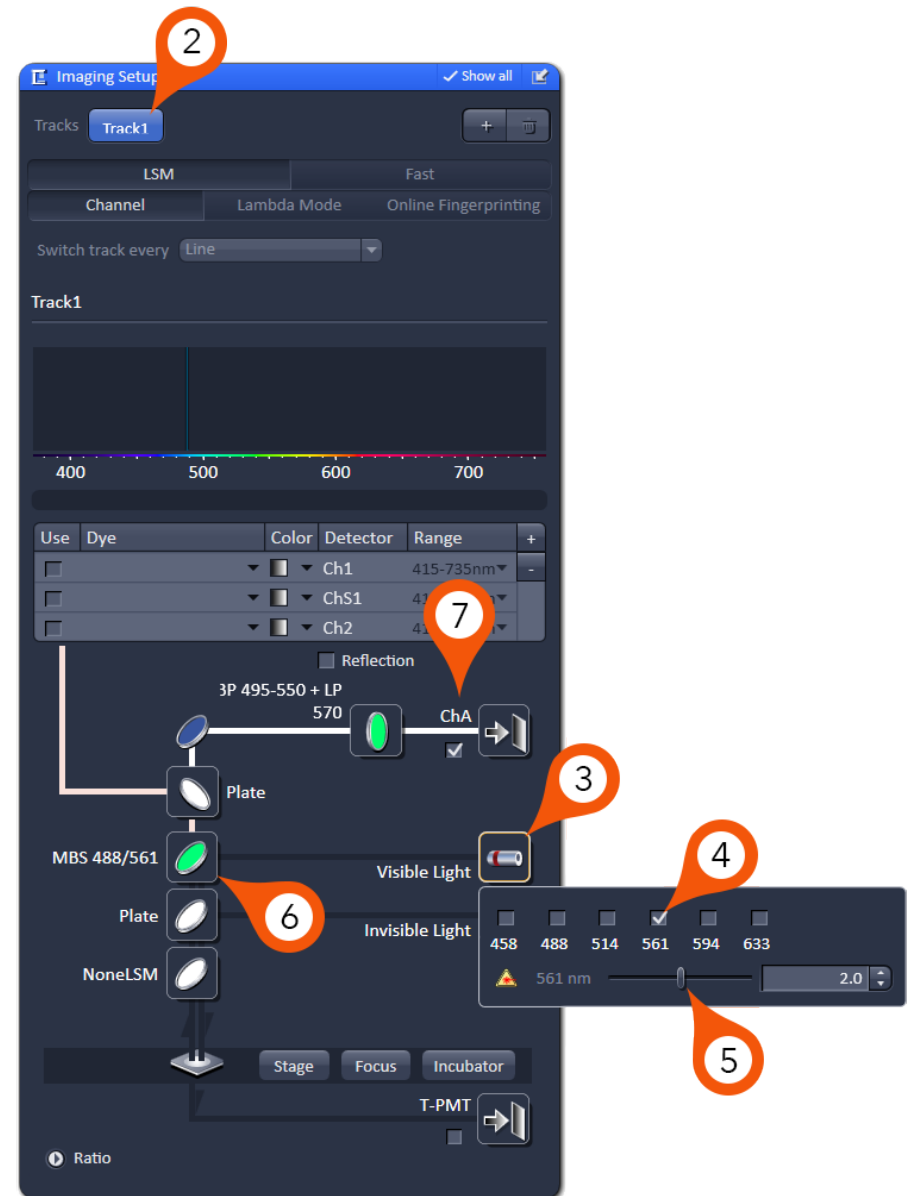 2
Imaging Setup
Show all
Tracks Track1
+
LSM Fast
Channel Lambda Mode Online Fingerprinting
Switch track every Line
Track1
400 500 600 700
Use Dye Color Detector Range +
Ch1 415-735nm -
ChS1
Ch2
7
Reflection
BP 495-550 + LP
570
ChA
3
Plate
MBS 488/561
Visible Light
4
6
Plate
Invisible Light
458 488 514 561 594 633
NoneLSM
561 nm 2.0
5
Stage Focus Incubator
T-PMT
Ratio